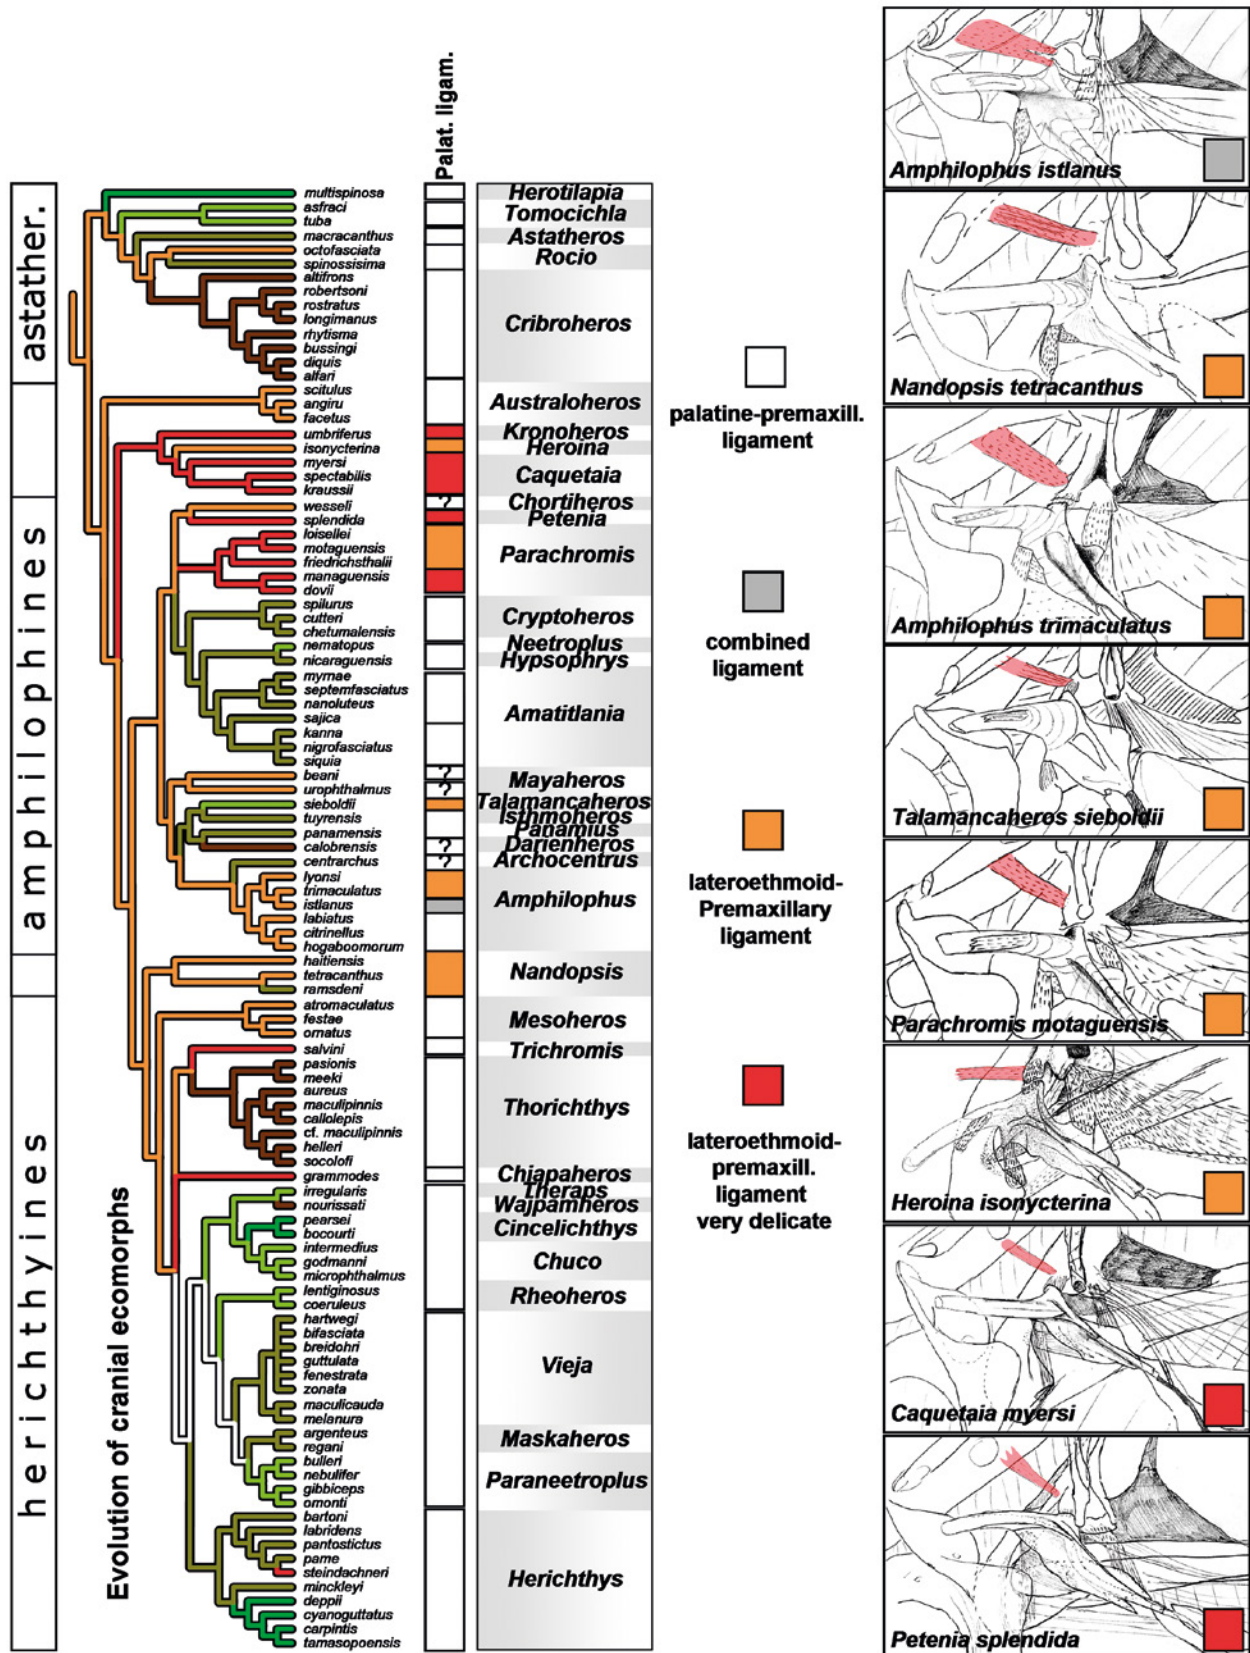 Palat. ligam.
astather.
amphilophines
herichthyines
Evolution of cranial ecomorphs
multispinosa
asfraci
tuba
macracanthus
octofasciata
spinossisima
altifrons
robertsoni
rostratus
longimanus
rhytisma
bussingi
diquis
alfari
scitulus
angiru
facetus
umbriferus
isonycterina
myersi
spectabilis
kraussii
wesseli
splendida
loisellei
motaguensis
friedrichsthalii
managuensis
dovii
spilurus
cutteri
chetumalensis
nematopus
nicaraguensis
myrnae
septemfasciatus
nanoluteus
sajica
kanna
nigrofasciatus
siquia
beani
urophthalmus
sieboldii
tuyrensis
panamensis
calobrensis
centrarchus
lyonsi
trimaculatus
istlanus
labiatus
citrinellus
hogaboomorum
haitiensis
tetracanthus
ramsdeni
atromaculatus
festae
ornatus
salvini
pasionis
meeki
aureus
maculipinnis
callolepis
cf. maculipinnis
helleri
socolofi
grammodes
irregularis
nourissati
pearsei
bocourti
intermedius
godmanni
microphthalmus
lentiginosus
coeruleus
hartwegi
bifasciata
breidohri
guttulata
fenestrata
zonata
maculicauda
melanura
argenteus
regani
bulleri
nebulifer
gibbiceps
omonti
bartoni
labridens
pantostictus
pame
steindachneri
minckleyi
deppii
cyanoguttatus
carpintis
tamasopoensis
?
?
?
?
?
Herotilapia
Tomocichla
Astatheros
Rocio
Cribroheros
Australoheros
Kronoheros
Heroina
Caquetaia
Chortiheros
Petenia
Parachromis
Cryptoheros
Neetroplus
Hypsophrys
Amatitlania
Mayaheros
Talamancaheros
Isthmoheros
Panamius
Darienheros
Archocentrus
Amphilophus
Nandopsis
Mesoheros
Trichromis
Thorichthys
Chiapaheros
Theraps
Wajpamheros
Cincelichthys
Chuco
Rheoheros
Vieja
Maskaheros
Paraneetroplus
Herichthys
palatine-premaxill.
ligament
combined
ligament
lateroethmoid-
Premaxillary
ligament
lateroethmoid-
premaxill.
ligament
very delicate
Amphilophus istlanus
Nandopsis tetracanthus
Amphilophus trimaculatus
Talamancaheros sieboldii
Parachromis motaguensis
Heroina isonycterina
Caquetaia myersi
Petenia splendida